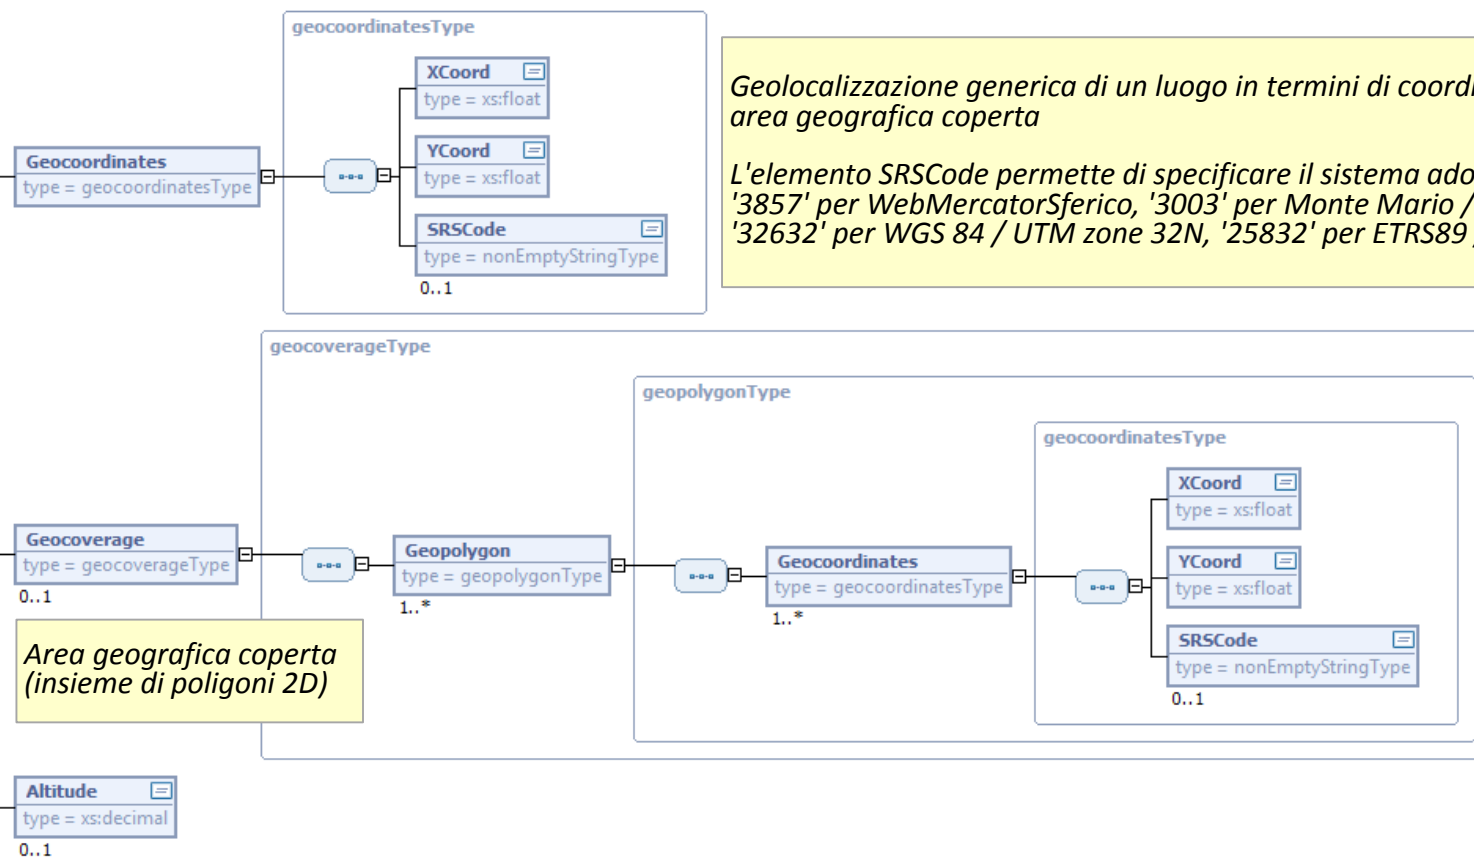 geocoordinatesType
XCoord
type = xs:float
YCoord
type = xs:float
SRSCode
type = nonEmptyStringType
0..1
Geocoordinates
type = geocoordinatesType
Geolocalizzazione generica di un luogo in termini di
area geografica coperta
L'elemento SRSCode permette di specificare il sistema
'3857' per WebMercatorSferico, '3003' per Monte Mario /
'32632' per WGS 84 / UTM zone 32N, '25832' per ETRS89
geocoverageType
geopolygonType
geocoordinatesType
XCoord
type = xs:float
YCoord
type = xs:float
SRSCode
type = nonEmptyStringType
0..1
Geocoverage
type = geocoverageType
0..1
Geopolygon
type = geopolygonType
1..*
Geocoordinates
type = geocoordinatesType
1..*
Area geografica coperta
(insieme di poligoni 2D)
Altitude
type = xs:decimal
0..1